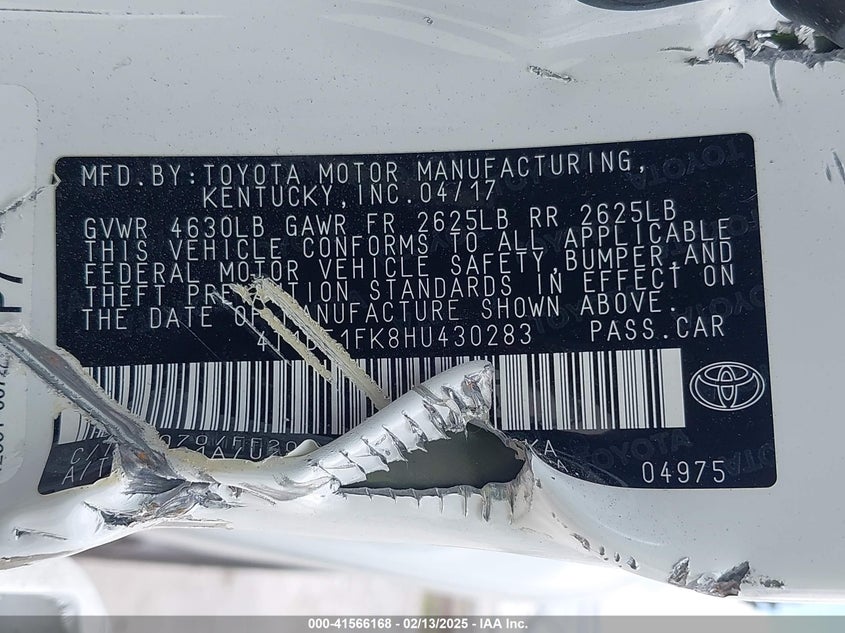 MFD.BY:TOYOTA MOTOR MANUFACTURING,
KENTUCKY,INC.04/17
GVWR 4630LB GAWR FR 2625LB RR 2625LB
THIS VEHICLE CONFORMS TO ALL APPLICABLE
FEDERAL MOTOR VEHICLE SAFETY,BUMPER,AND
THEFT STANDARDS IN EFFECT ON
THE DATE OF MANUFACTURE SHOWN ABOVE.
1FK8HU430283 PASS.CAR
C/T
A/T
04975
000-41566168 - 02/13/2025 - IAA Inc.